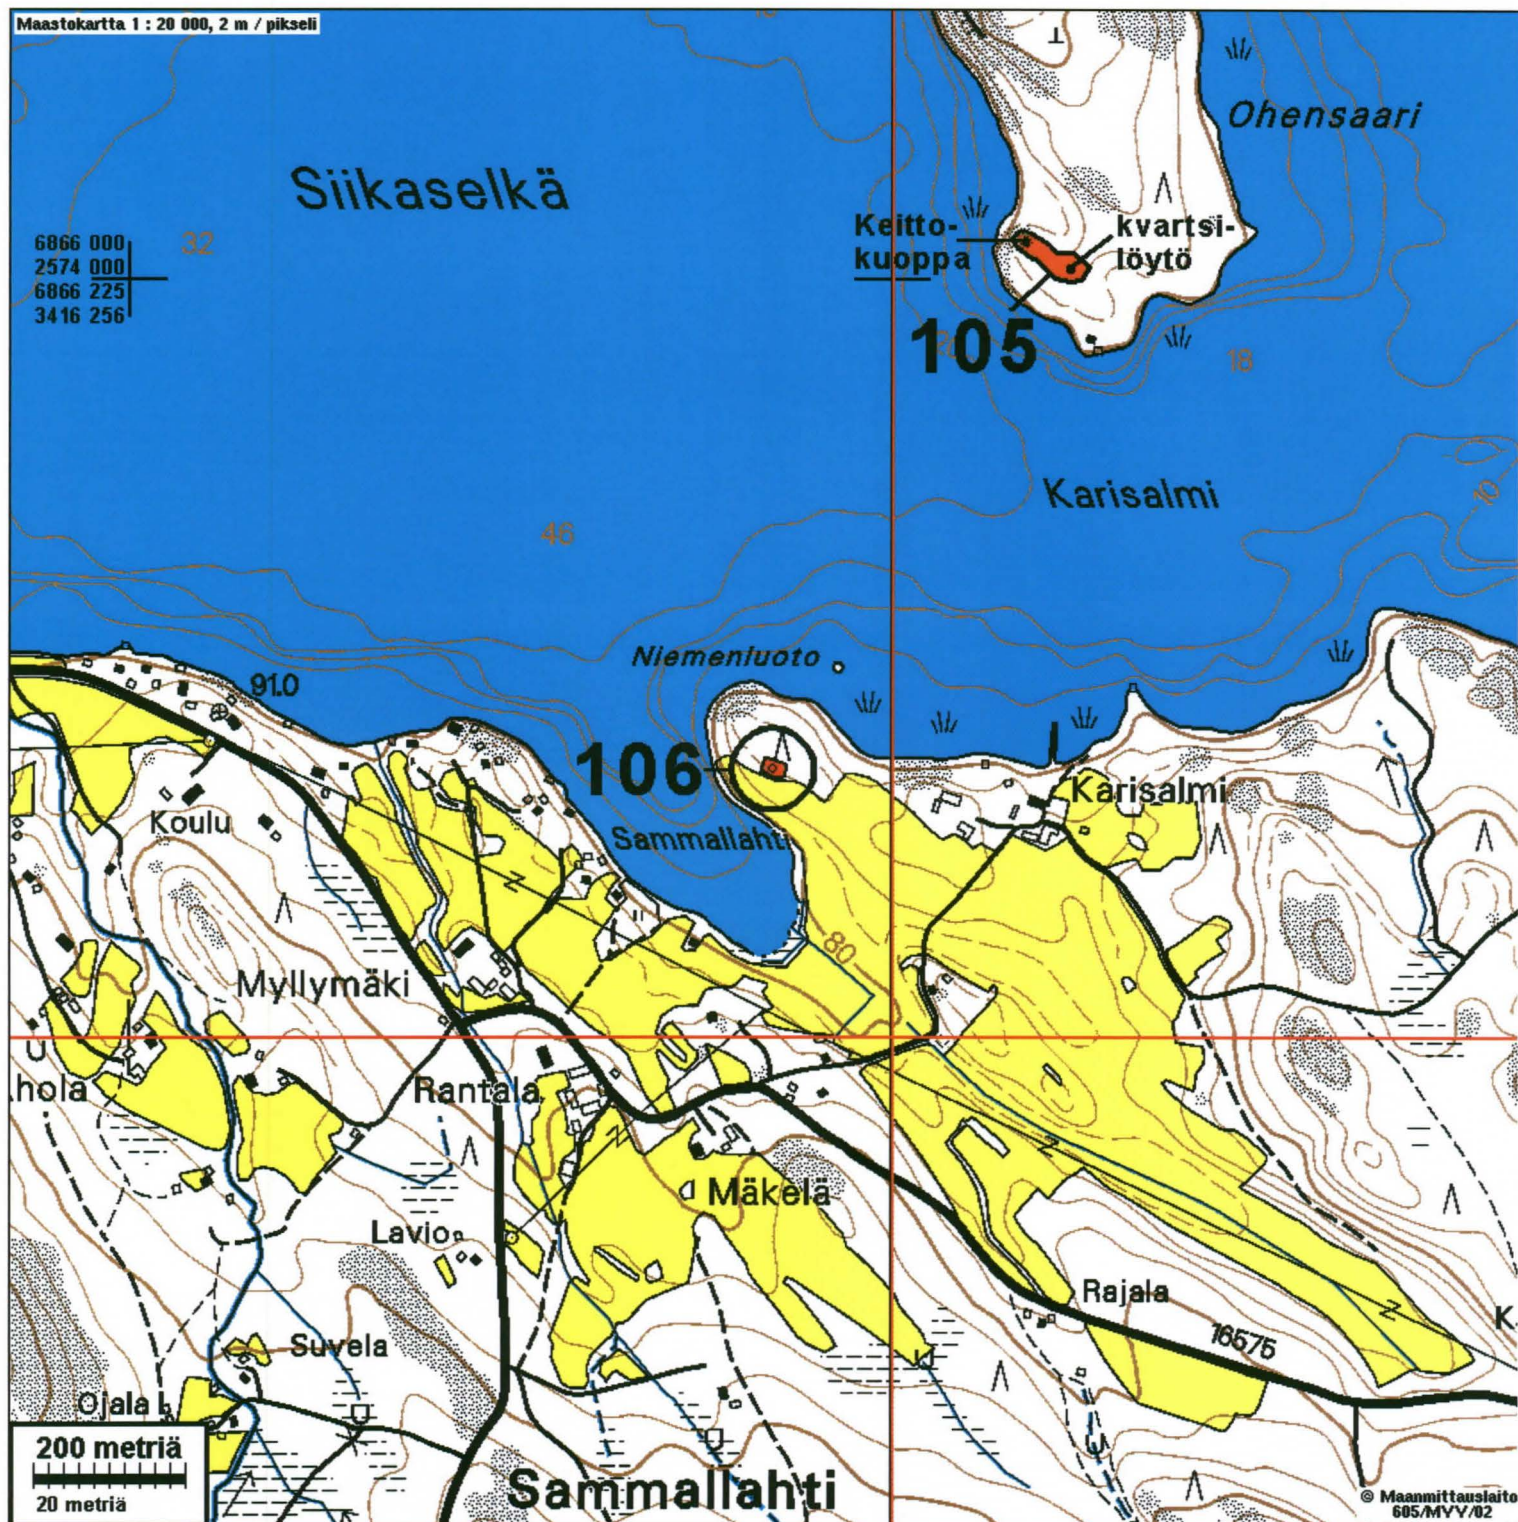 Maastokartta 1 : 20 000, 2 m / pikseli
Ohensaari
Siikaselkä
Keitto-
kuoppa
kvartsi-
löytö
6866 000
2574 000
6866 225
3416 256
32
105
18
Karisalmi
10
46
Niemenluoto
91.0
106
Karisalmi
Koulu
Sammallahti
80
Myllymäki
Rantala
hola
Mäkelä
Lavio
Rajala
16575
K
Suvela
Ojala
200 metriä
20 metriä
Sammallahti
© Maanmittauslaito
605/MYY/02